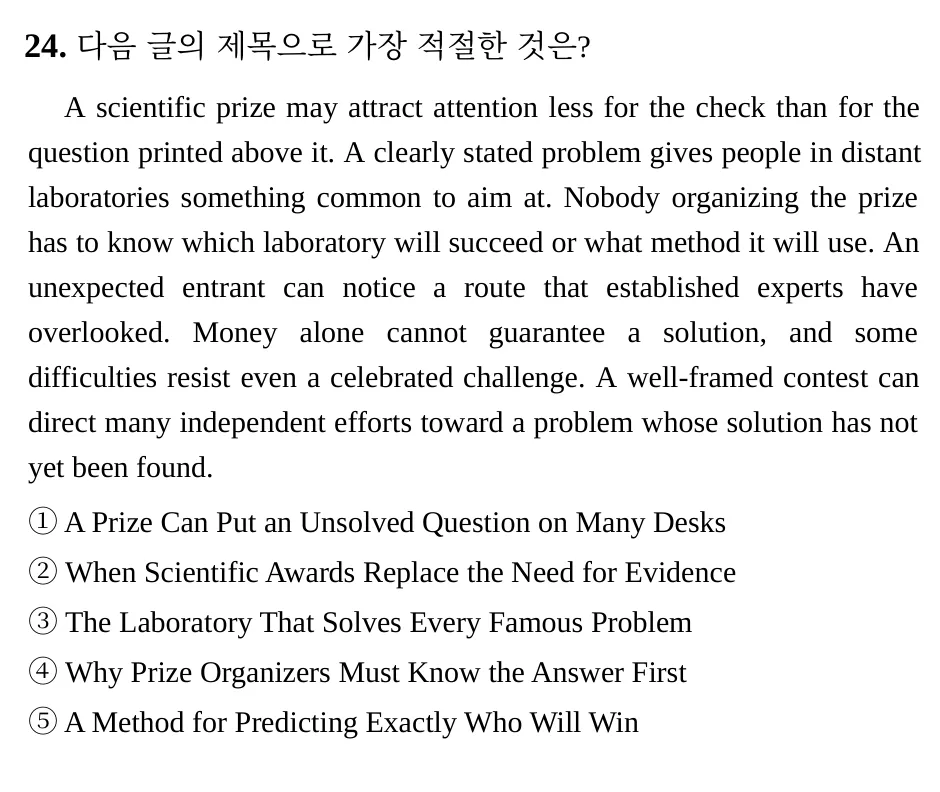 24. 다음 글의 제목으로 가장 적절한 것은?
A scientific prize may attract attention less for the check than for the
question printed above it. A clearly stated problem gives people in distant
laboratories something common to aim at. Nobody organizing the prize
has to know which laboratory will succeed or what method it will use. An
unexpected entrant can notice a route that established experts have
overlooked. Money alone cannot guarantee a solution, and some
difficulties resist even a celebrated challenge. A well-framed contest can
direct many independent efforts toward a problem whose solution has not
yet been found.
① A Prize Can Put an Unsolved Question on Many Desks
② When Scientific Awards Replace the Need for Evidence
③ The Laboratory That Solves Every Famous Problem
④ Why Prize Organizers Must Know the Answer First
⑤ A Method for Predicting Exactly Who Will Win